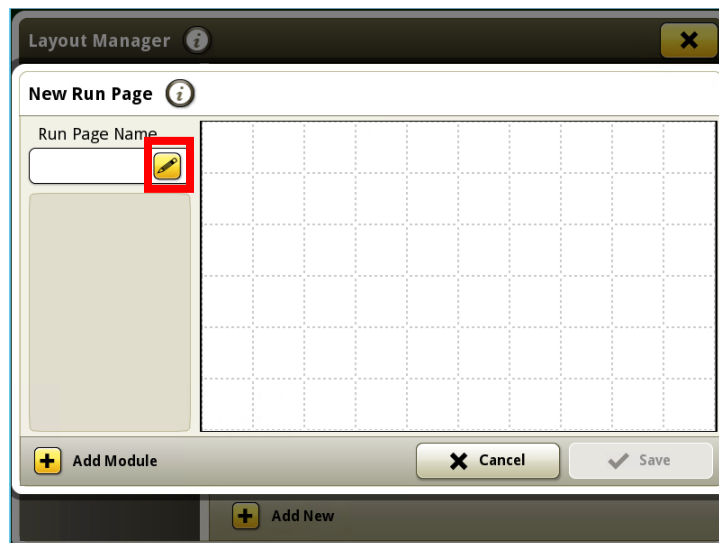 Layout Manager
New Run Page
Run Page Name
Add Module
Cancel
Save
Add New